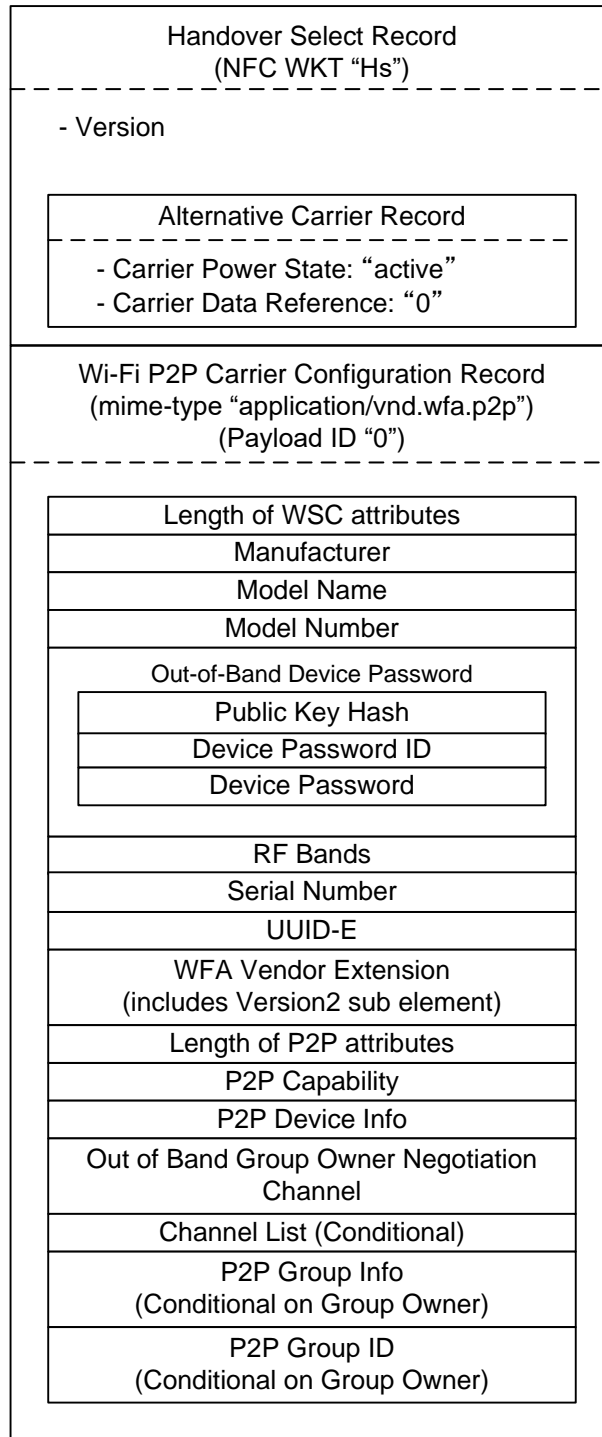 Handover Select Record
(NFC WKT “Hs”)
- Version
Alternative Carrier Record
- Carrier Power State: “active”
- Carrier Data Reference: “0”
Wi-Fi P2P Carrier Configuration Record
(mime-type “application/vnd.wfa.p2p”)
(Payload ID “0”)
Length of WSC attributes
Manufacturer
Model Name
Model Number
Out-of-Band Device Password
Public Key Hash
Device Password ID
Device Password
RF Bands
Serial Number
UUID-E
WFA Vendor Extension
(includes Version2 sub element)
Length of P2P attributes
P2P Capability
P2P Device Info
Out of Band Group Owner Negotiation
Channel
Channel List (Conditional)
P2P Group Info
(Conditional on Group Owner)
P2P Group ID
(Conditional on Group Owner)